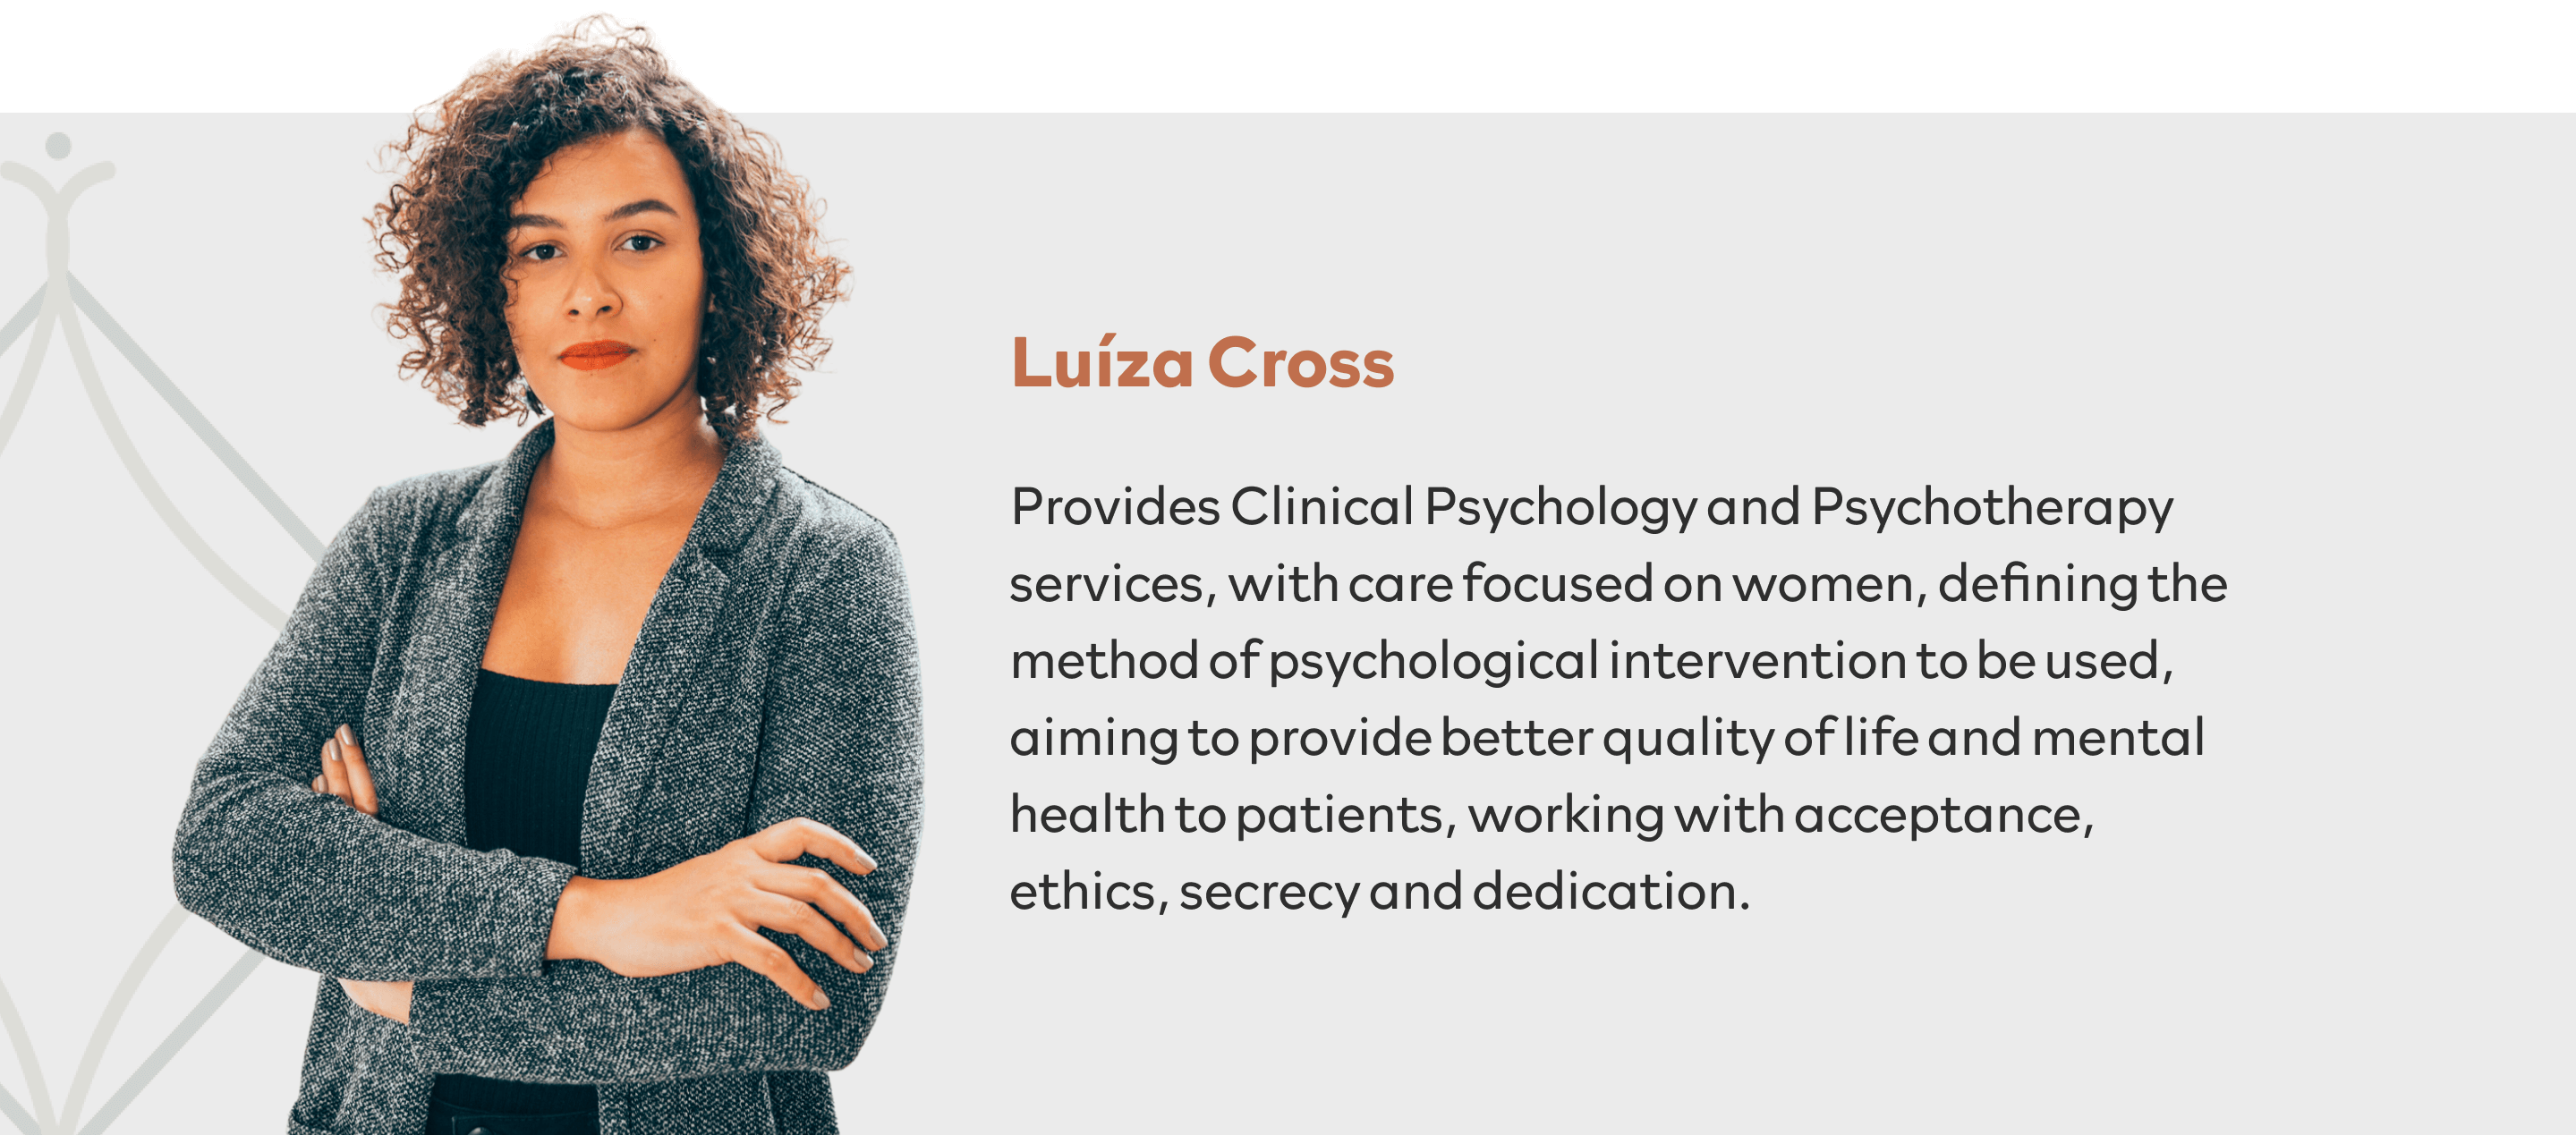 Luíza Cross
Provides Clinical Psychology and Psychotherapy
services, with care focused on women, defining the
method of psychological intervention to be used,
aiming to provide better quality of life and mental
health to patients, working with acceptance,
ethics, secrecy and dedication.